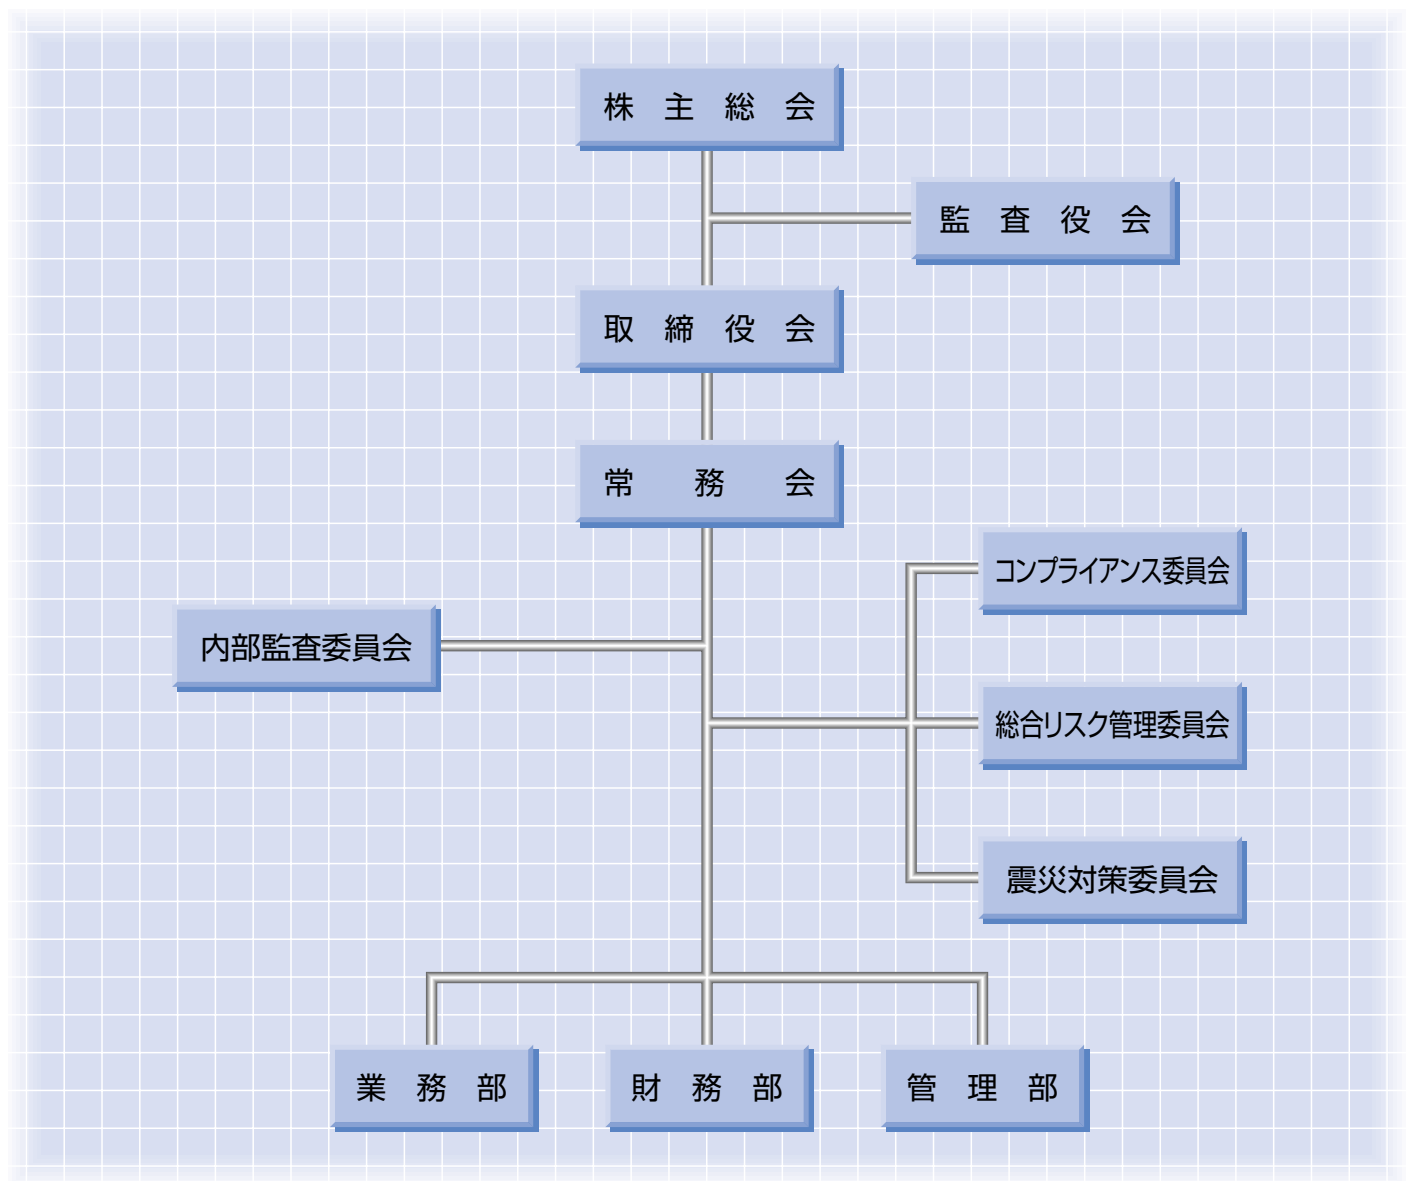 株主総会
監査役会
取締役会
常務会
コンプライアンス委員会
内部監査委員会
総合リスク管理委員会
震災対策委員会
業務部
財務部
管理部